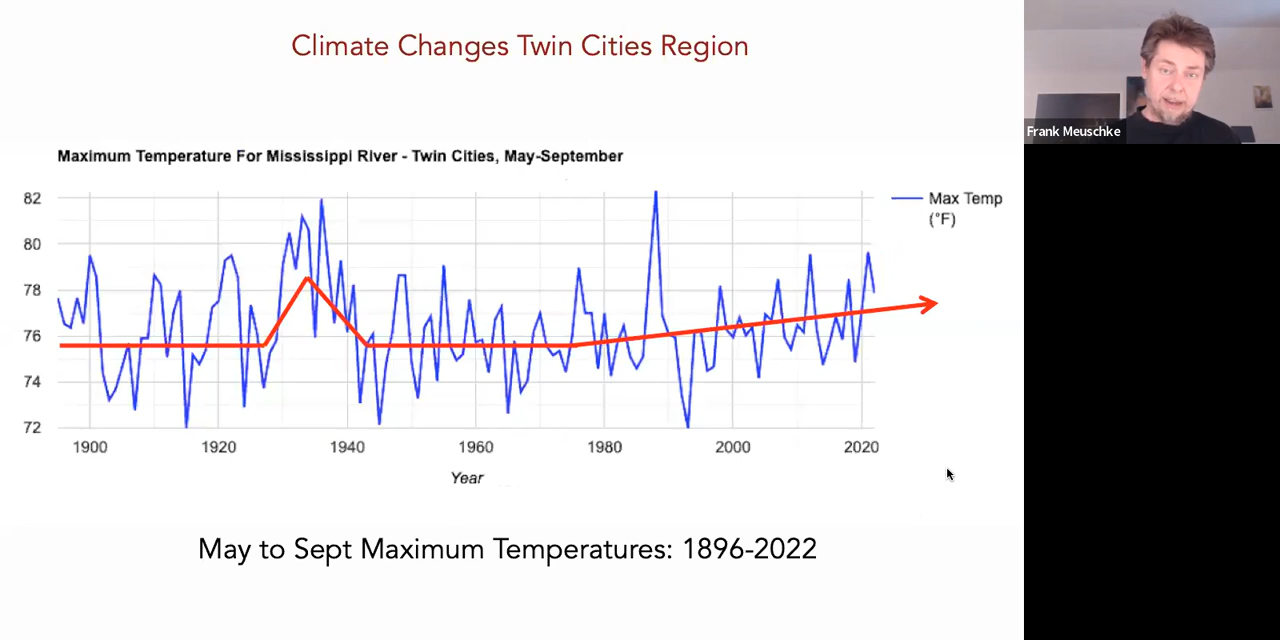 Climate Changes Twin Cities Region
Frank Meuschke
Maximum Temperature For Mississippi River - Twin Cities, May-September
82
80
78
76
74
72
Max Temp
(°F)
1900 1920 1940 1960 1980 2000 2020
Year
May to Sept Maximum Temperatures: 1896-2022